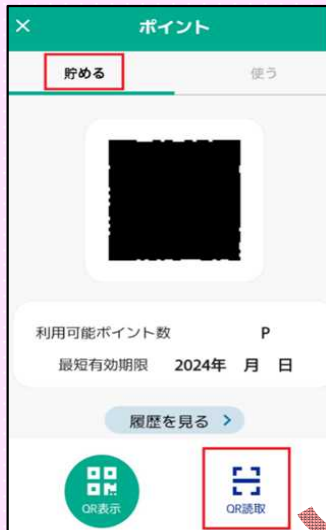 × ポイント
貯める 使う
利用可能ポイント数 P
最短有効期限 2024年 月 日
履歴を見る >
QR表示 QR読取